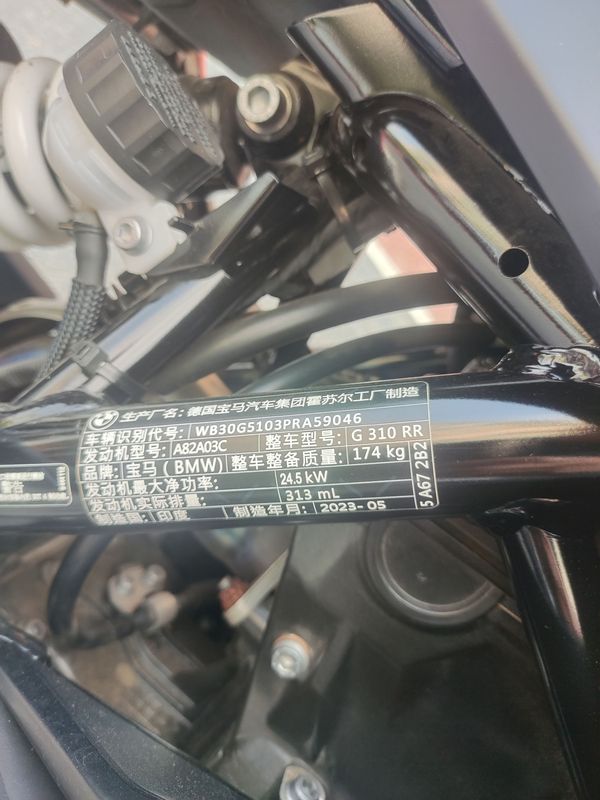 生产厂名：德国宝马汽车集团霍苏尔工厂制造
车辆识别代号：WB30G5103PRA59046
发动机型号：A82A03C 整车型号：G 310 RR
品牌：宝马（BMW） 整车整备质量：174 kg
发动机最大净功率： 24.5 kW
发动机实际排量： 313 mL
制造国：印度 制造年月：2023-05
5A672B2
警告